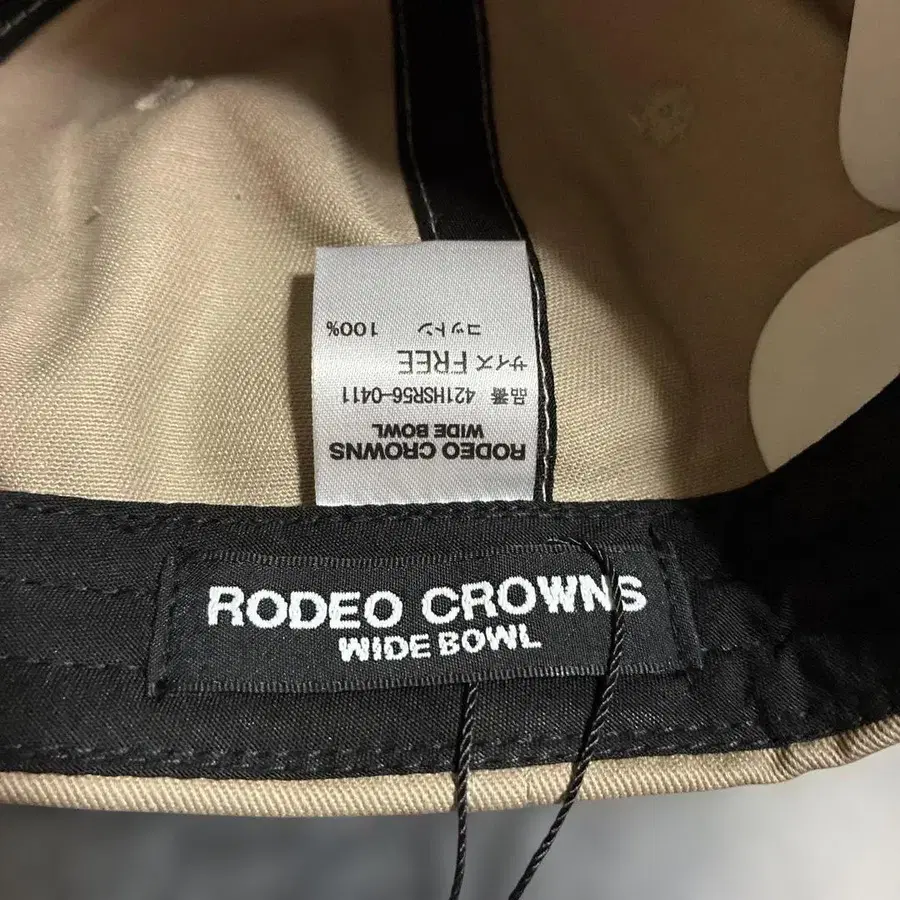 RODEO CROWNS
WIDE BOWL
品番 421HSR56-0411
サイズ FREE
コットン 100%
RODEO CROWNS
WIDE BOWL